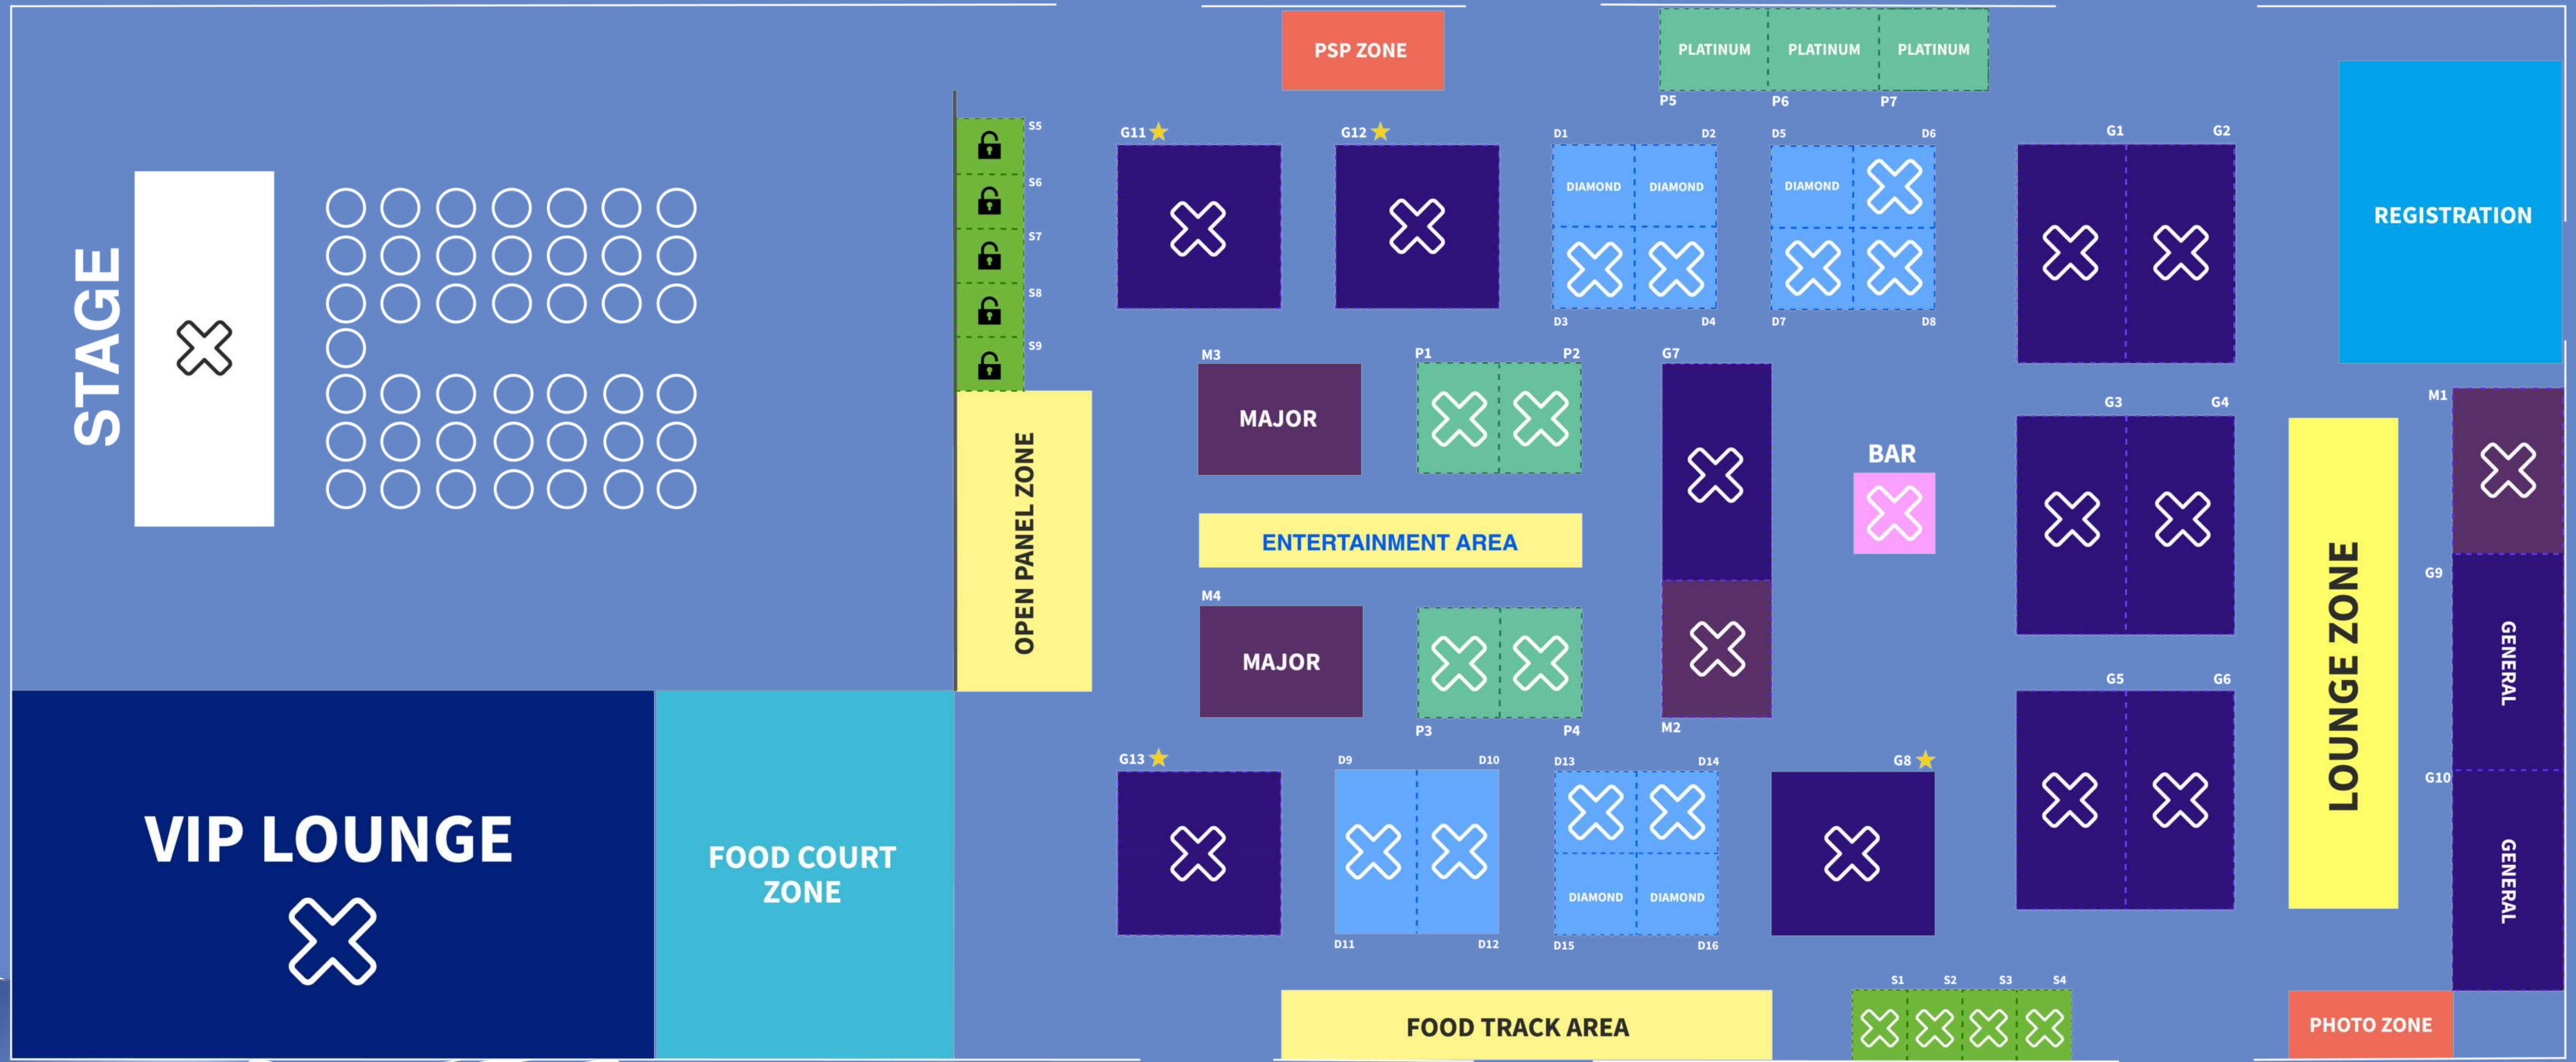 PSP ZONE
PLATINUM PLATINUM PLATINUM
P5 P6 P7
REGISTRATION
S5
S6
S7
S8
S9
G11 G12 D1 D2 D5 D6 G1 G2
DIAMOND DIAMOND DIAMOND
D3 D4 D7 D8
STAGE
M3 P1 P2 G7
MAJOR
G3 G4 M1
BAR
OPEN PANEL ZONE
ENTERTAINMENT AREA
LOUNGE ZONE
G9
GENERAL
M4
MAJOR
P3 P4 M2
G5 G6
G13 D9 D10 D13 D14 G8
G10
GENERAL
VIP LOUNGE
FOOD COURT
ZONE
DIAMOND DIAMOND
D11 D12 D15 D16
S1 S2 S3 S4
FOOD TRACK AREA
PHOTO ZONE